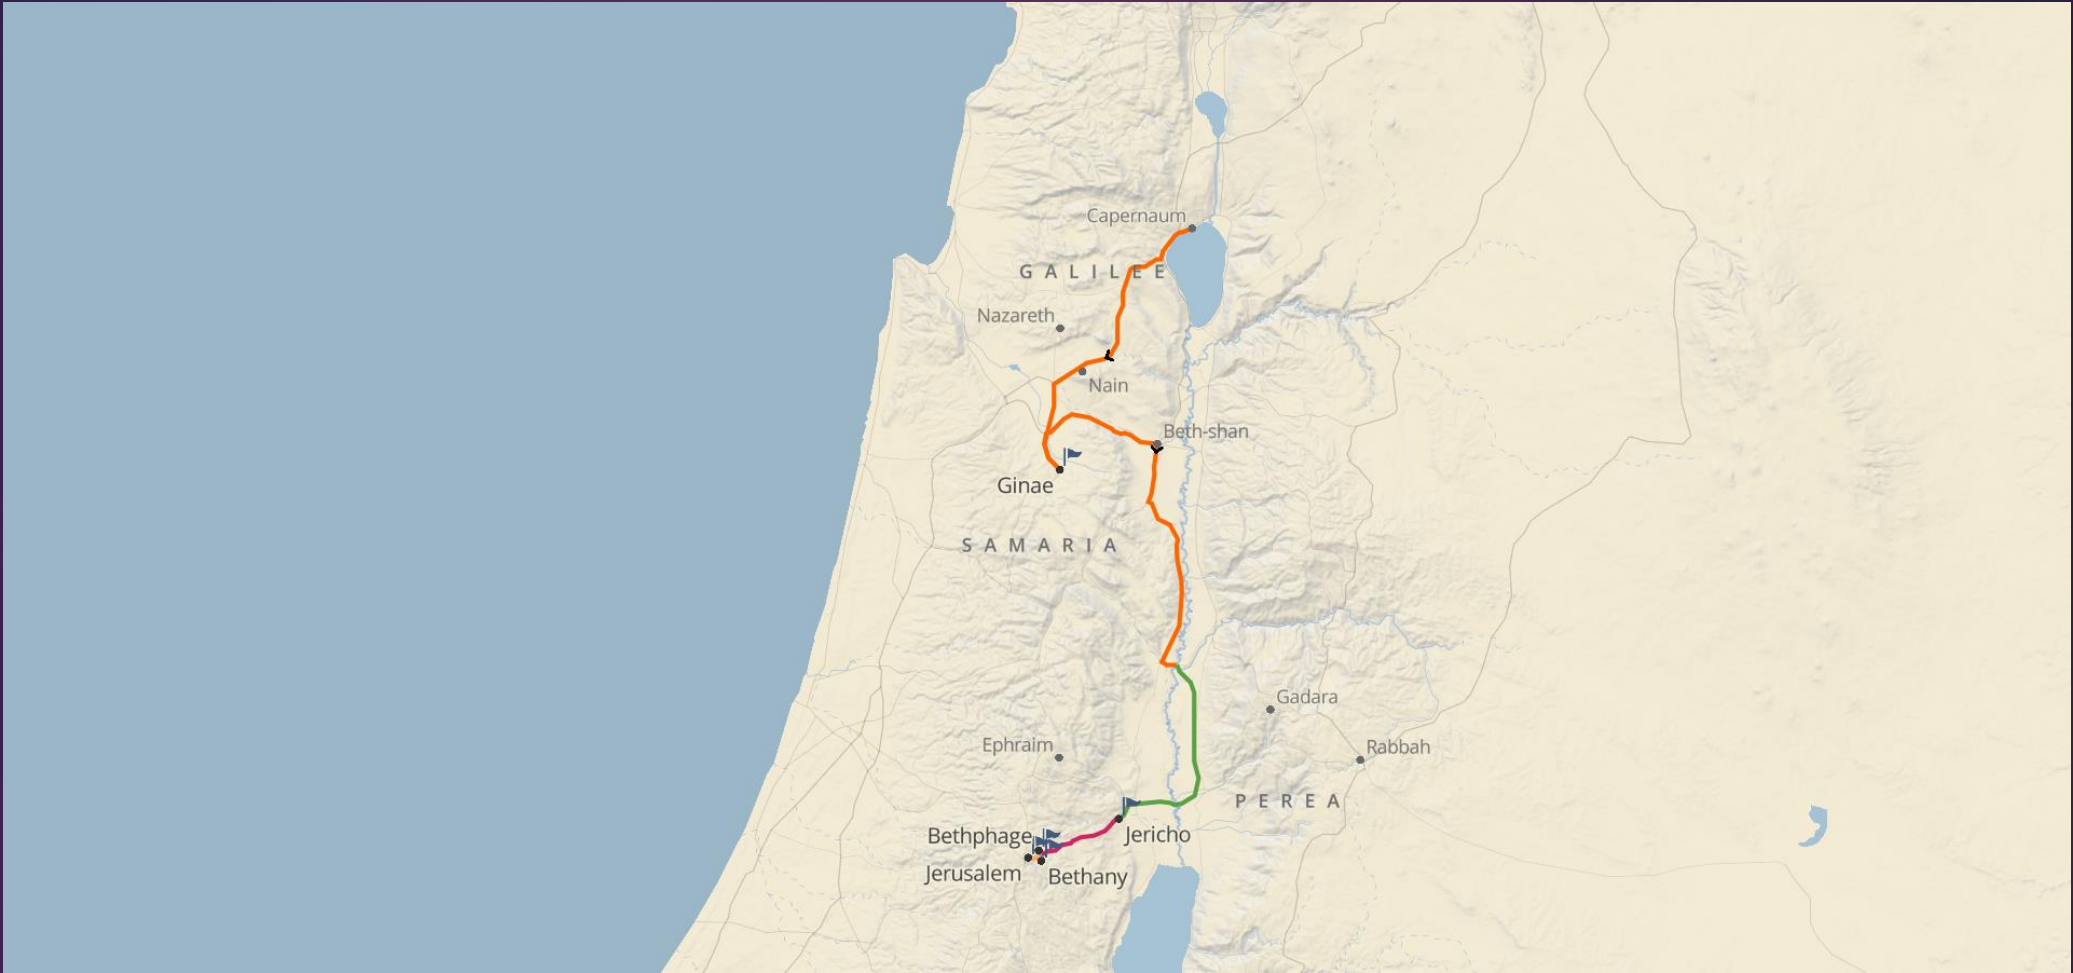 Capernaum
GALILEE
Nazareth
Nain
Beth-shan
Ginae
SAMARIA
Gadara
Ephraim
Rabbah
PEREA
Bethphage
Jericho
Jerusalem
Bethany